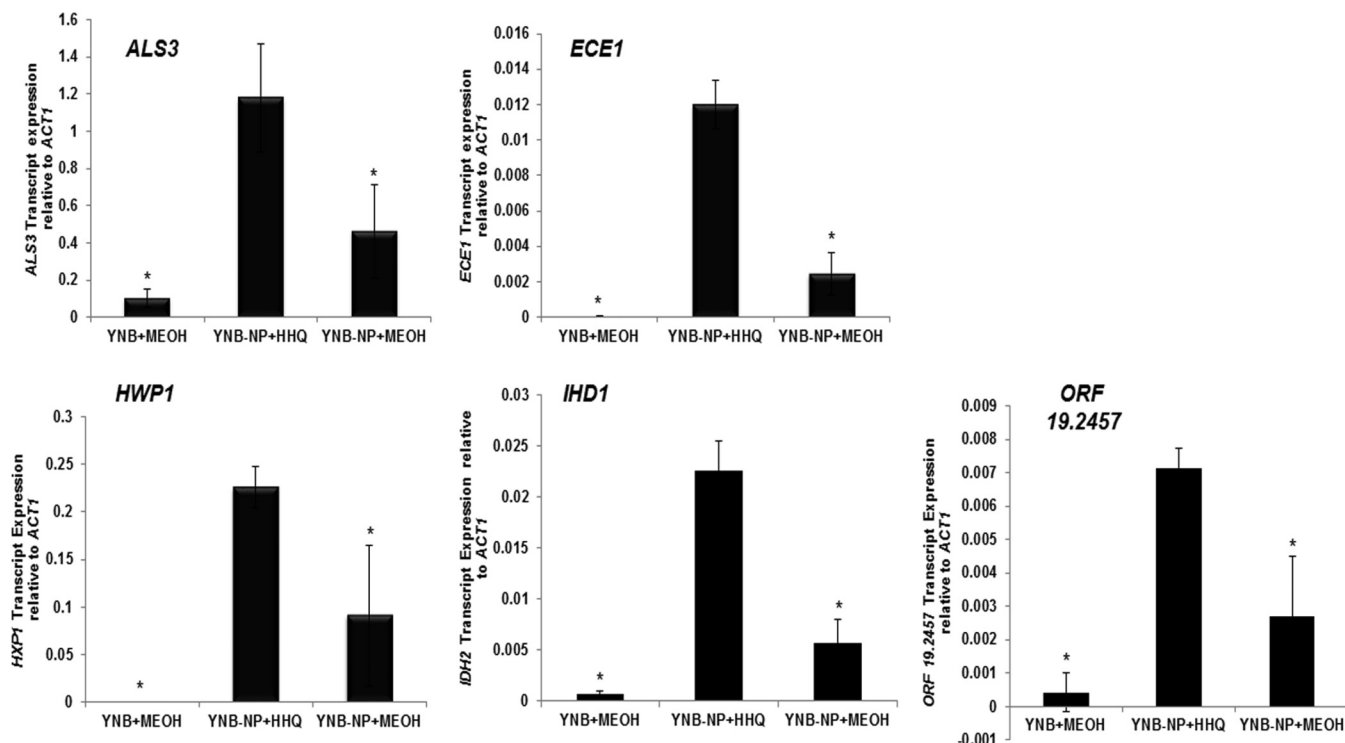 ALS3
ALS3 Transcript expression
relative to ACT1
1.6
1.4
1.2
1
0.8
0.6
0.4
0.2
0
*
*
YNB+MEOH YNB-NP+HHQ YNB-NP+MEOH
ECE1
ECE1 Transcript expression
relative to ACT1
0.016
0.014
0.012
0.01
0.008
0.006
0.004
0.002
0
*
*
YNB+MEOH YNB-NP+HHQ YNB-NP+MEOH
HWP1
HXP1 Transcript Expression
relative to ACT1
0.3
0.25
0.2
0.15
0.1
0.05
0
*
*
YNB+MEOH YNB-NP+HHQ YNB-NP+MEOH
IHD1
IDH2 Transcript Expression relative
to ACT1
0.03
0.025
0.02
0.015
0.01
0.005
0
*
*
YNB+MEOH YNB-NP+HHQ YNB-NP+MEOH
ORF
19.2457
ORF 19.2457 Transcript Expression
relative to ACT1
0.009
0.008
0.007
0.006
0.005
0.004
0.003
0.002
0.001
0
-0.001
*
*
YNB+MEOH YNB-NP+HHQ YNB-NP+MEOH